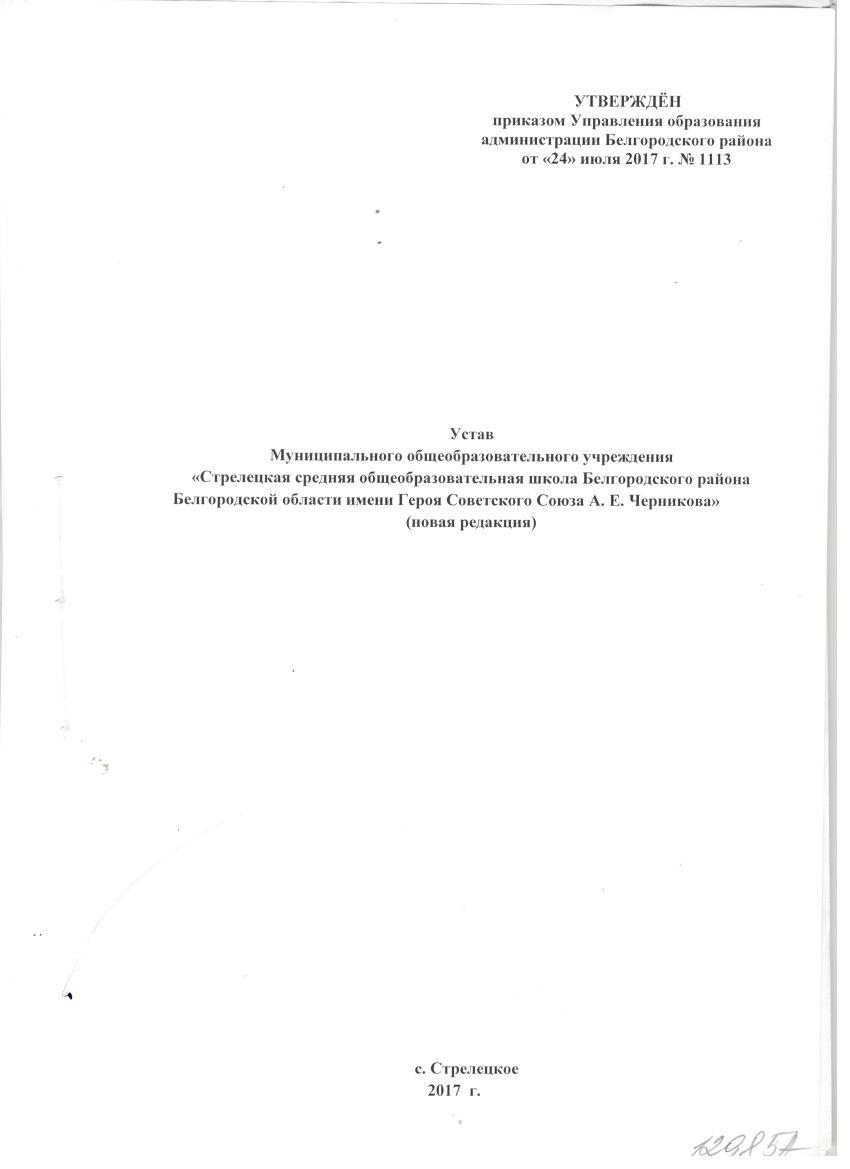 УТВЕРЖДЁН
приказом Управления образования
администрации Белгородского района
от «24» июля 2017 г. № 1113
Устав
Муниципального общеобразовательного учреждения
«Стрелецкая средняя общеобразовательная школа Белгородского района
Белгородской области имени Героя Советского Союза А. Е. Черникова»
(новая редакция)
с. Стрелецкое
2017 г.